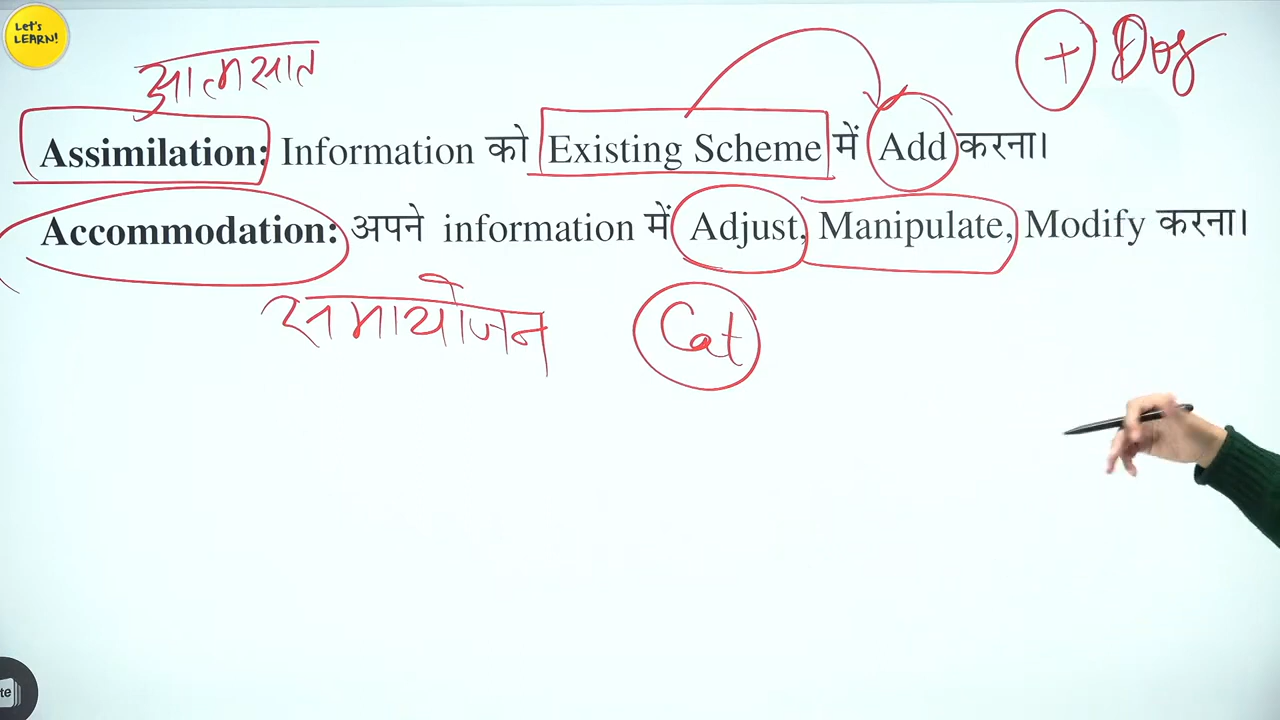 Let's
LEARN!
+ Dog
आत्मसात
Assimilation: Information को Existing Scheme में Add करना।
Accommodation: अपने information में Adjust, Manipulate, Modify करना।
समायोजन
Cat
te